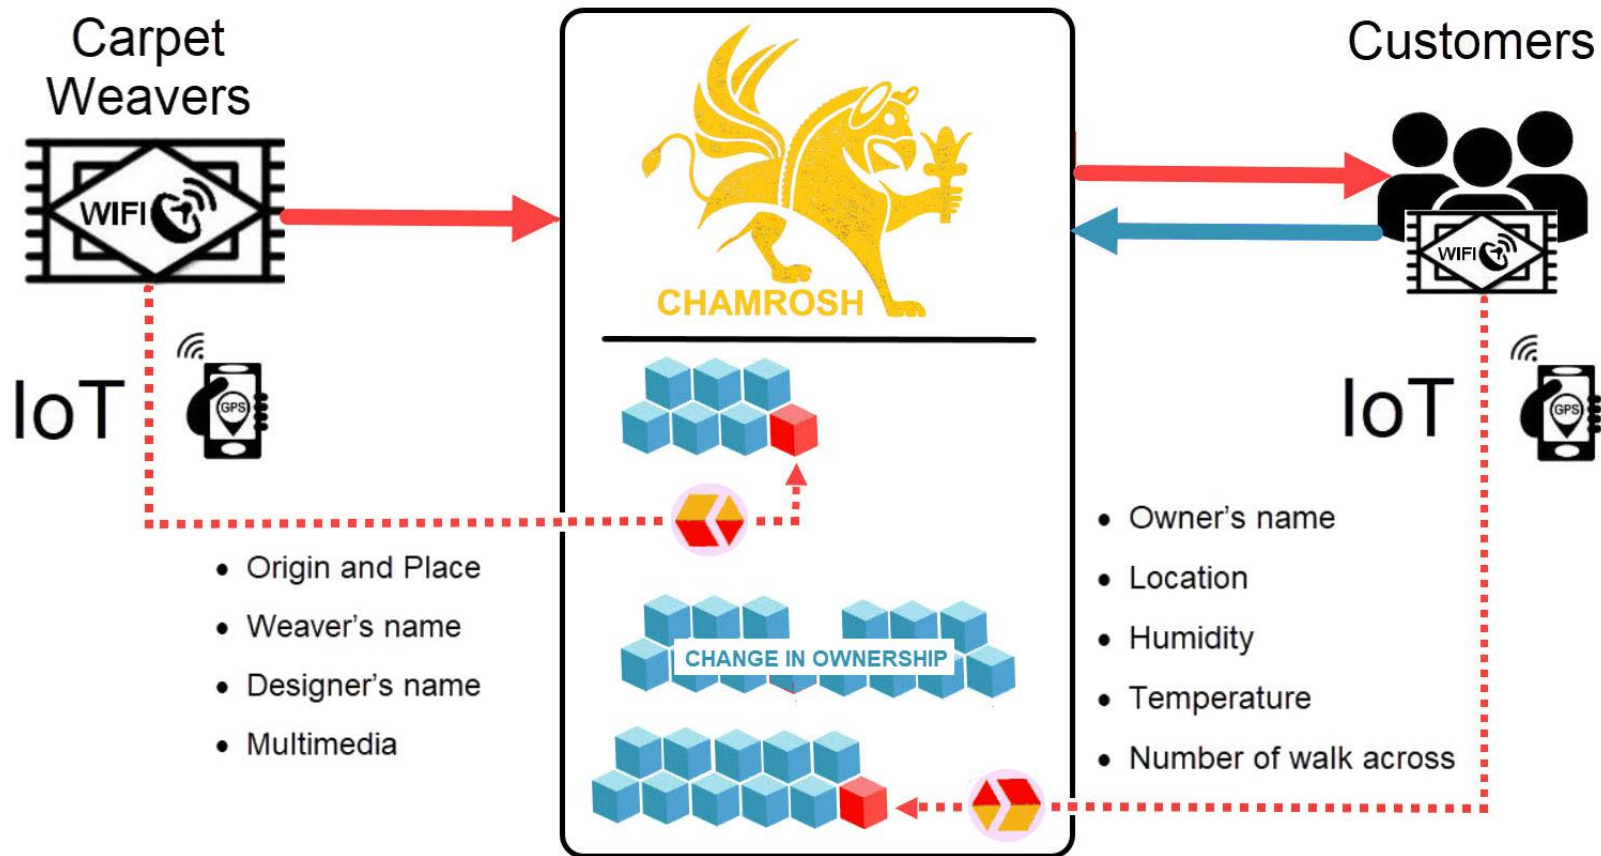 Carpet
Weavers
WIFI
IoT
GPS
• Origin and Place
• Weaver's name
• Designer's name
• Multimedia
CHAMROSH
CHANGE IN OWNERSHIP
Customers
WIFI
IoT
GPS
• Owner's name
• Location
• Humidity
• Temperature
• Number of walk across